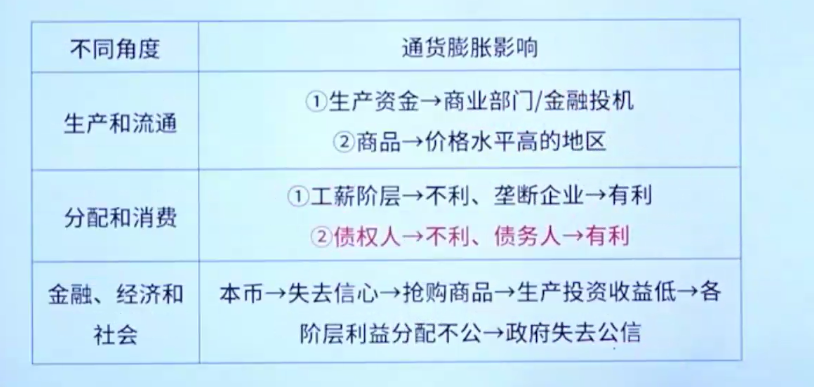 不同角度
通货膨胀影响
生产和流通
①生产资金→商业部门/金融投机
②商品→价格水平高的地区
分配和消费
①工薪阶层→不利、垄断企业→有利
②债权人→不利、债务人→有利
金融、经济和
社会
本币→失去信心→抢购商品→生产投资收益低→各
阶层利益分配不公→政府失去公信